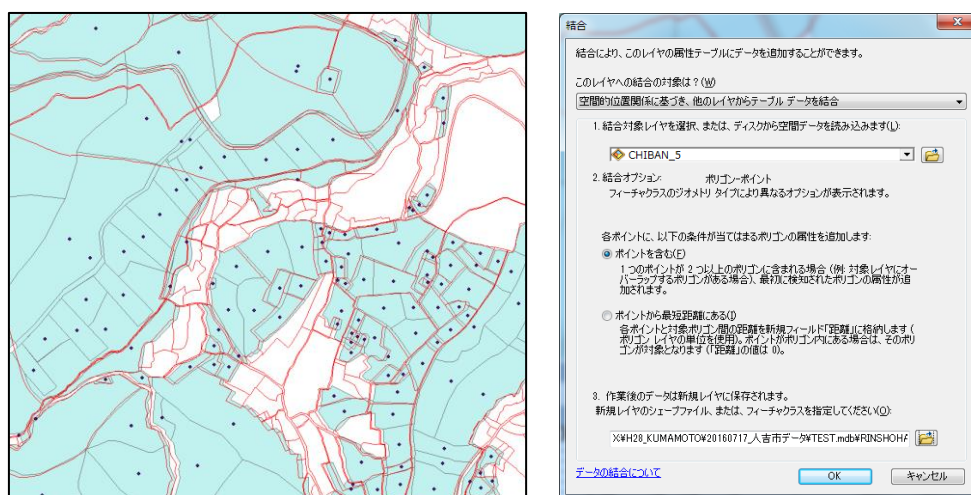 結合
結合により、このレイヤの属性テーブルにデータを追加することができます。
このレイヤへの結合の対象は？(W)
空間的位置関係に基づき、他のレイヤからテーブル データを結合
1. 結合対象レイヤを選択、または、ディスクから空間データを読み込みます(L):
CHIBAN_5
2. 結合オプション: ポリゴン-ポイント
フィーチャクラスのジオメトリ タイプにより異なるオプションが表示されます。
各ポイントに、以下の条件が当てはまるポリゴンの属性を追加します:
ポイントを含む(F)
1 つのポイントが 2 つ以上のポリゴンに含まれる場合 (例: 対象レイヤにオー
バーラップするポリゴンがある場合)、最初に検知されたポリゴンの属性が追
加されます。
ポイントから最短距離にある(I)
各ポイントと対象ポリゴン間の距離を新規フィールド「距離」に格納します (
ポリゴン レイヤの単位を使用)。ポイントがポリゴン内にある場合は、そのポリ
ゴンが対象となります (「距離」の値は 0)。
3. 作業後のデータは新規レイヤに保存されます。
新規レイヤのシェープファイル、または、フィーチャクラスを指定してください(O):
X:¥H28_KUMAMOTO¥20160717_人吉市データ¥TEST.mdb¥RINSHOHA
データの結合について
OK
キャンセル